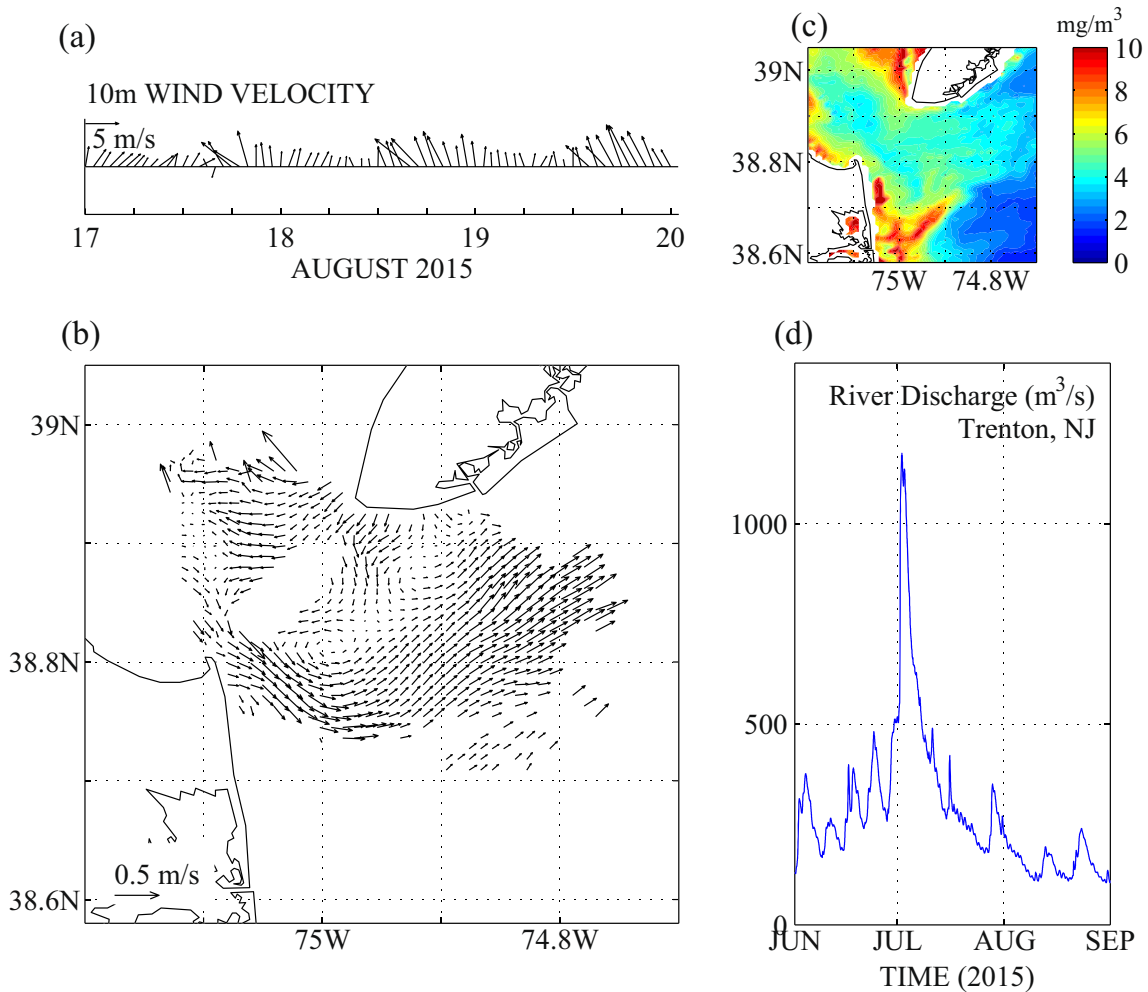 (a)
10m WIND VELOCITY
5 m/s
17 18 19 20
AUGUST 2015
(b)
39N
38.8N
38.6N
0.5 m/s
75W 74.8W
(c)
mg/m³
39N
38.8N
38.6N
75W 74.8W
10
8
6
4
2
0
(d)
River Discharge (m³/s)
Trenton, NJ
1000
500
0
JUN JUL AUG SEP
TIME (2015)